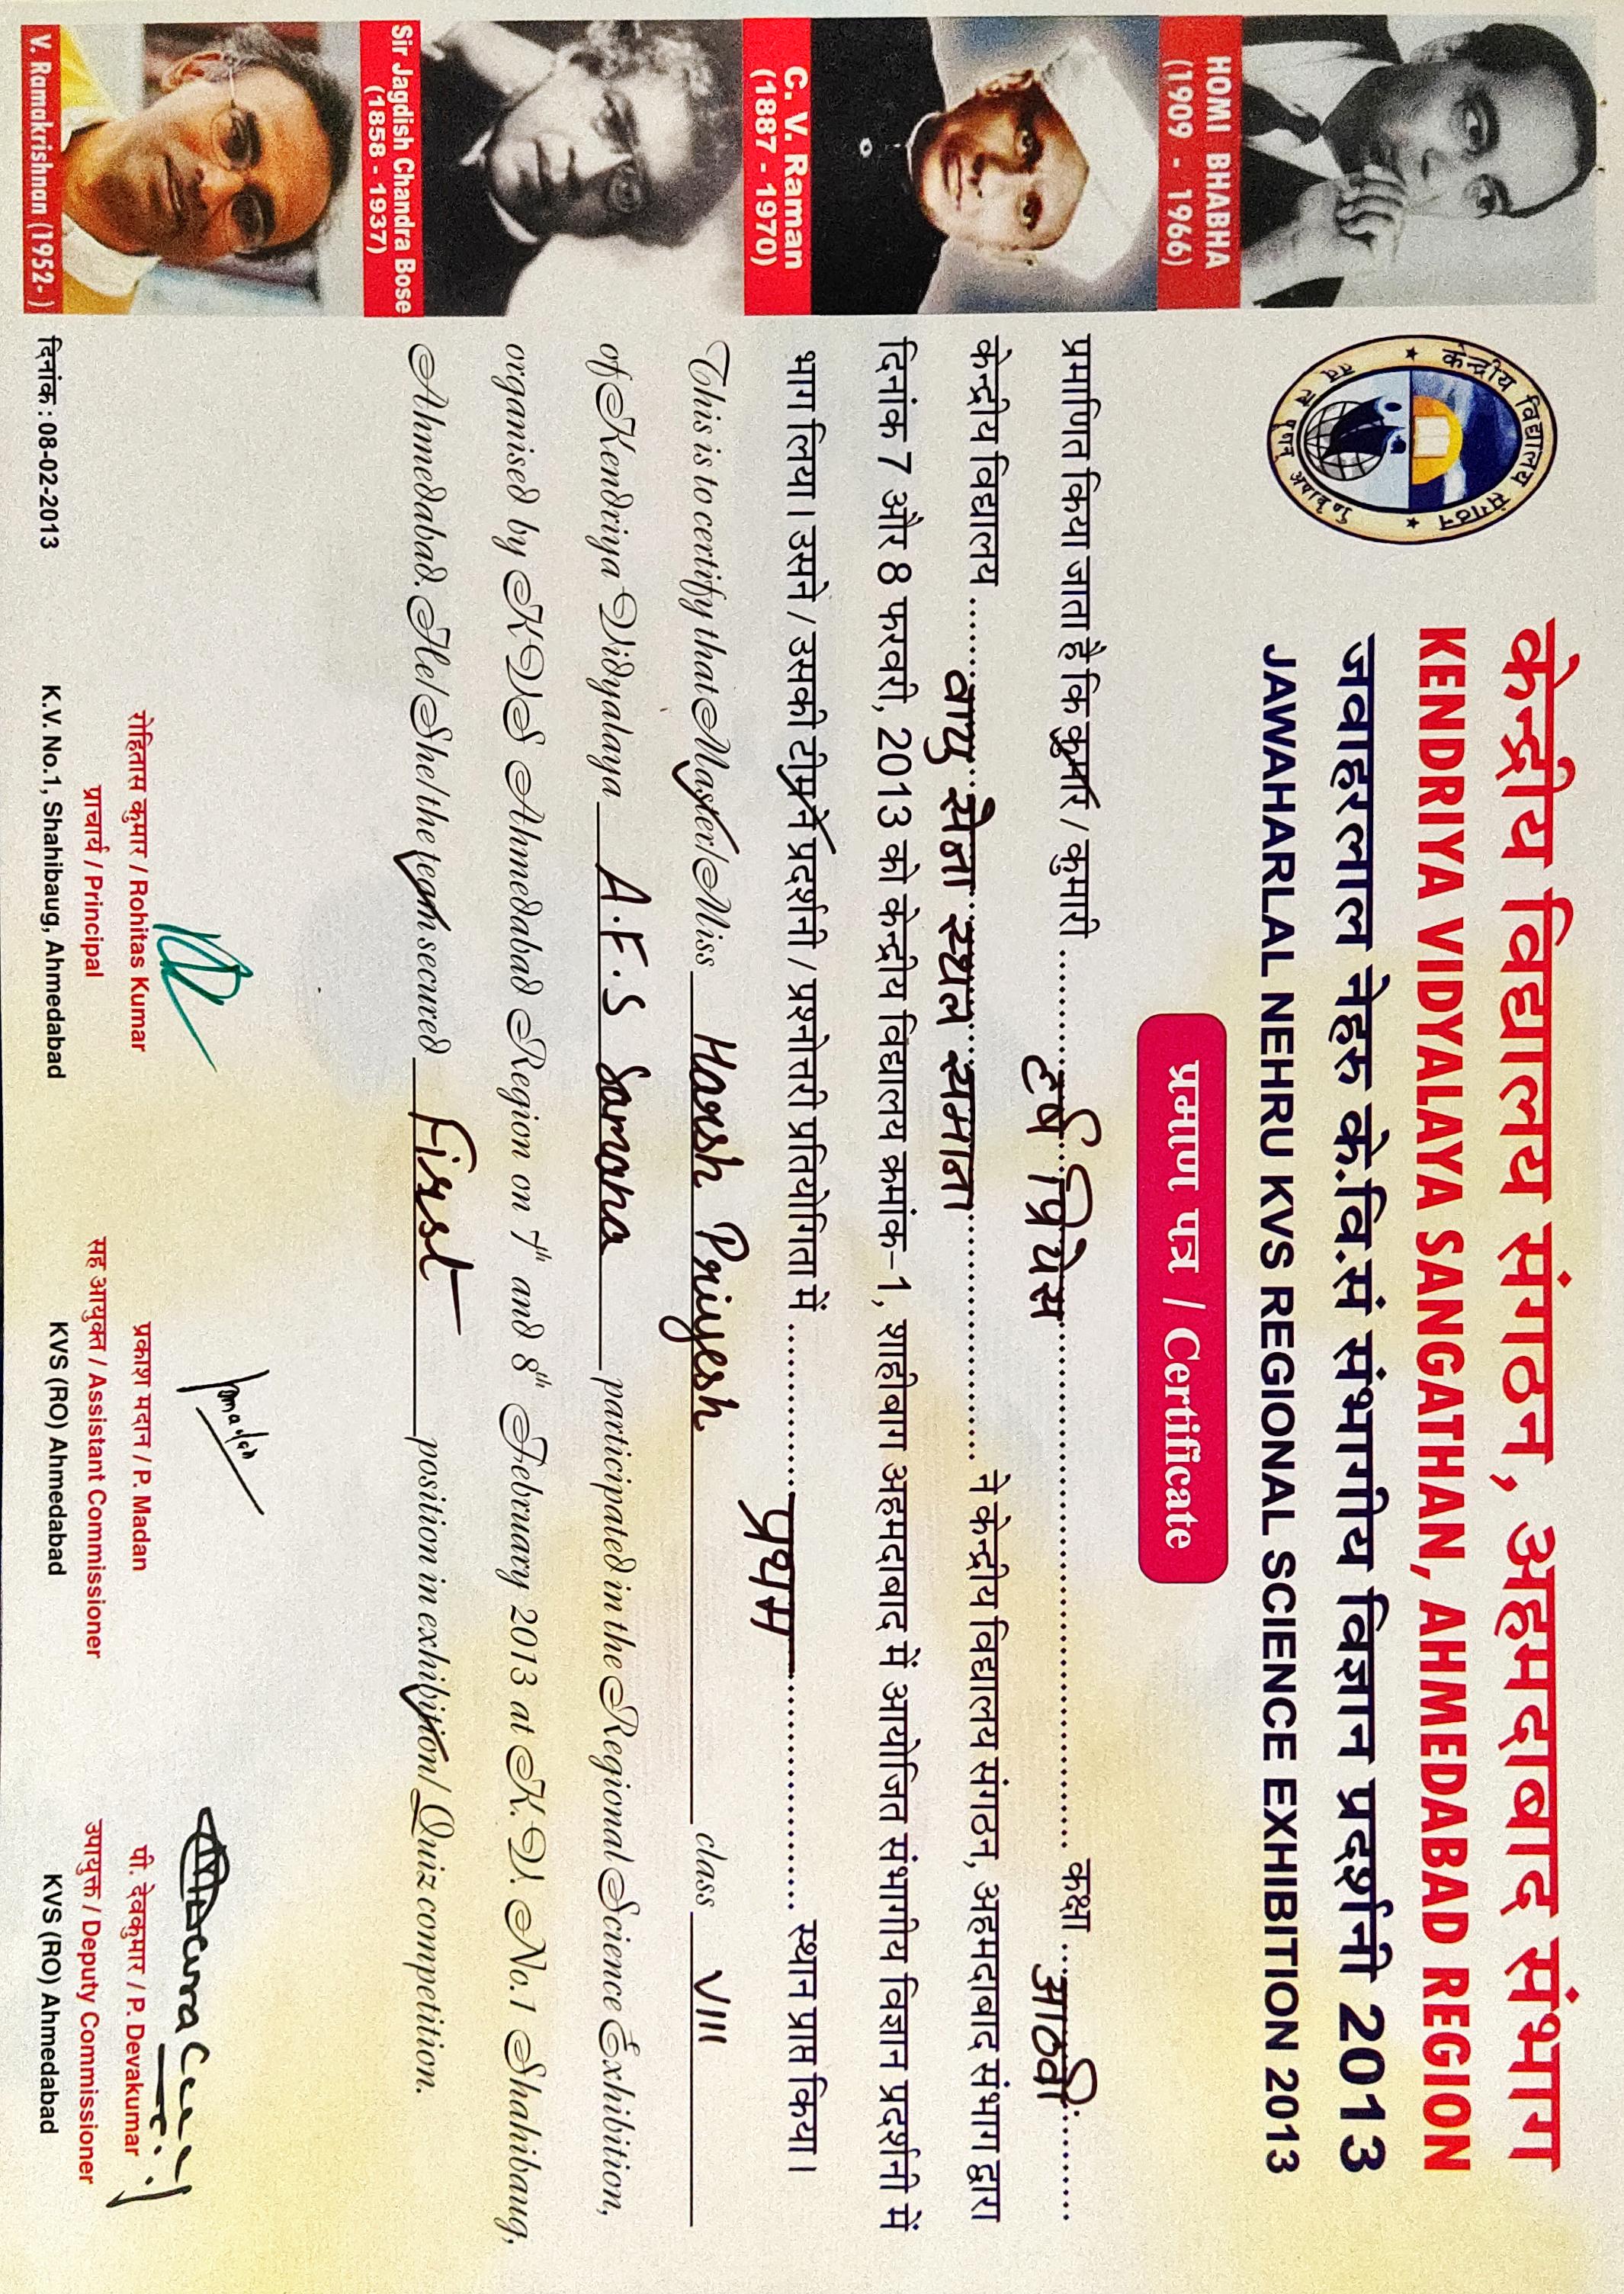 केन्द्रीय विद्यालय संगठन, अहमदाबाद संभाग
KENDRIYA VIDYALAYA SANGATHAN, AHMEDABAD REGION
जवाहरलाल नेहरु के.वि.सं संभागीय विज्ञान प्रदर्शनी 2013
JAWAHARLAL NEHRU KVS REGIONAL SCIENCE EXHIBITION 2013
प्रमाण पत्र / Certificate
केन्द्रीय विद्यालय संगठन
तत् त्वं पूषन् अपावृणु
HOMI BHABHA
(1909 - 1966)
C. V. Raman
(1887 - 1970)
Sir Jagdish Chandra Bose
(1858 - 1937)
V. Ramakrishnan (1952- )
प्रमाणित किया जाता है कि कुमार / कुमारी हर्ष प्रियेस कक्षा आठवीं
केन्द्रीय विद्यालय वायु सेना स्थल समाना ने केन्द्रीय विद्यालय संगठन, अहमदाबाद संभाग द्वारा
दिनांक 7 और 8 फरवरी, 2013 को केन्द्रीय विद्यालय क्रमांक-1, शाहीबाग अहमदाबाद में आयोजित संभागीय विज्ञान प्रदर्शनी में
भाग लिया। उसने / उसकी टीम ने प्रदर्शनी / प्रश्नोत्तरी प्रतियोगिता में प्रथम स्थान प्राप्त किया।
This is to certify that Master/Miss Harsh Priyesh class VIII
of Kendriya Vidyalaya A.F.S Samana participated in the Regional Science Exhibition,
organised by KVS Ahmedabad Region on 7th and 8th February 2013 at K.V. No.1 Shahibaug,
Ahmedabad. He/She/the team secured First position in exhibition/ Quiz competition.
रोहितास कुमार / Rohitas Kumar
प्राचार्य / Principal
K.V. No.1, Shahibaug, Ahmedabad
प्रकाश मदान / P. Madan
सह आयुक्त / Assistant Commissioner
KVS (RO) Ahmedabad
पी. देवकुमार / P. Devakumar
उपायुक्त / Deputy Commissioner
KVS (RO) Ahmedabad
दिनांक : 08-02-2013